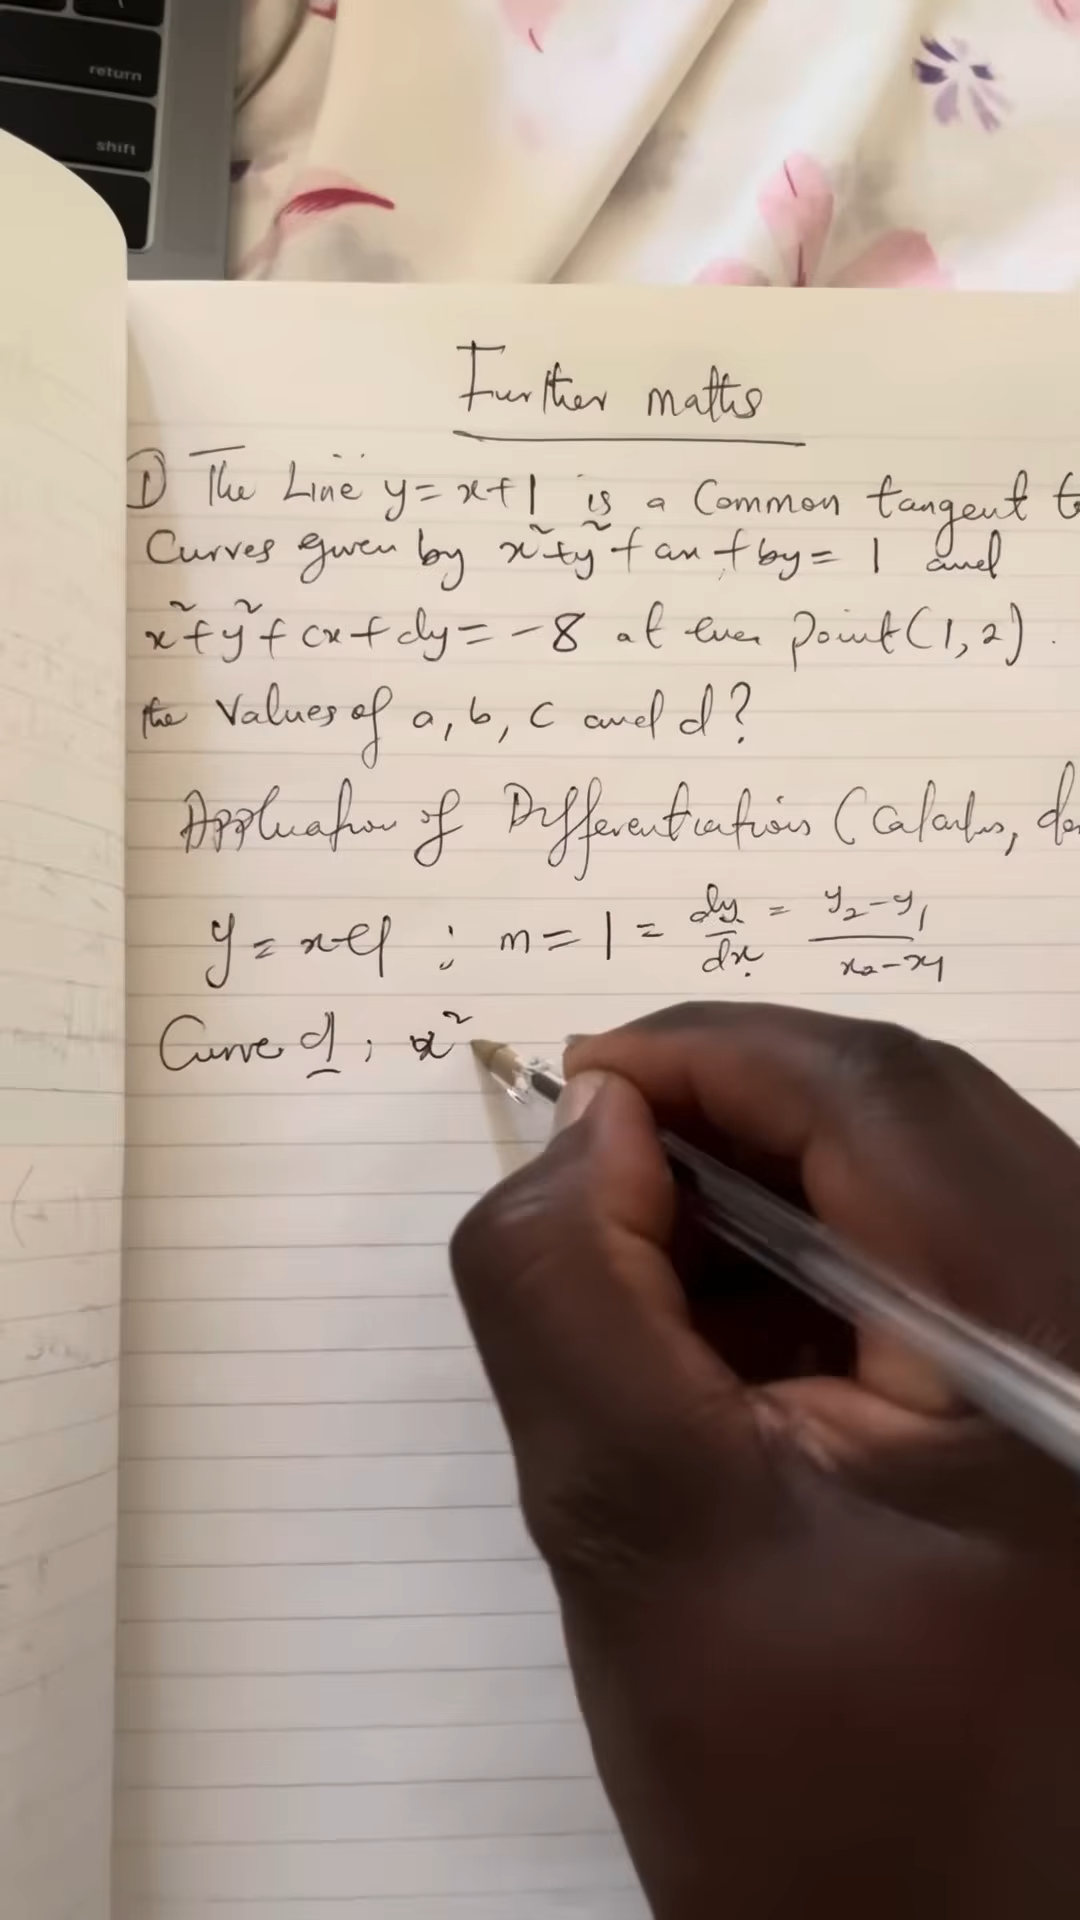 return
shift
Further maths
① The Line y = x+1 is a Common tangent t
Curves given by x²+y²+ax+by = 1 and
x²+y²+cx+dy = -8 at the point (1,2).
the Values of a, b, c and d?
Application of Differentiation (Calculus, de
y = x+1 ; m = 1 = dy/dx = y₂-y₁/x₂-x₁
Curve 1 ; x²